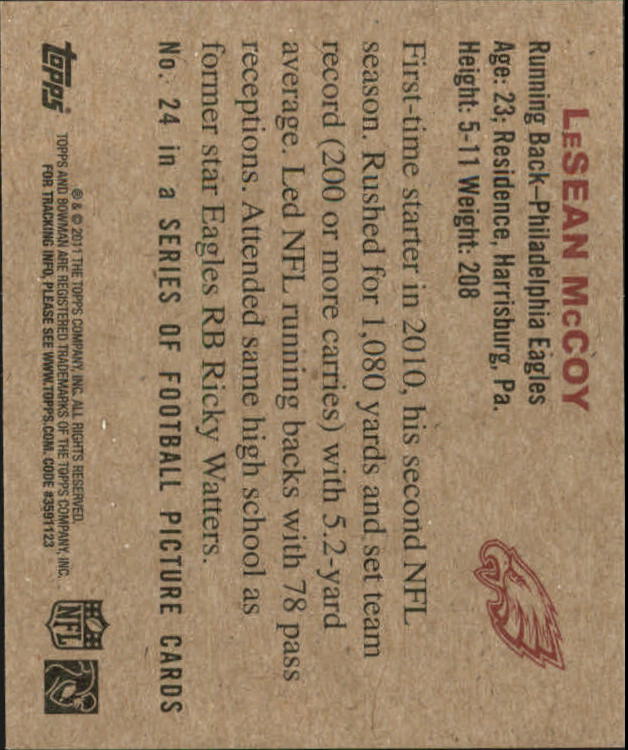 LeSEAN McCOY
Running Back–Philadelphia Eagles
Age: 23; Residence, Harrisburg, Pa.
Height: 5-11 Weight: 208
First-time starter in 2010, his second NFL
season. Rushed for 1,080 yards and set team
record (200 or more carries) with 5.2-yard
average. Led NFL running backs with 78 pass
receptions. Attended same high school as
former star Eagles RB Ricky Watters.
No. 24 in a SERIES OF FOOTBALL PICTURE CARDS
topps
® & © 2011 THE TOPPS COMPANY, INC. ALL RIGHTS RESERVED.
TOPPS AND BOWMAN ARE REGISTERED TRADEMARKS OF THE TOPPS COMPANY, INC.
FOR TRACKING INFO, PLEASE SEE WWW.TOPPS.COM. CODE #3591123
NFL